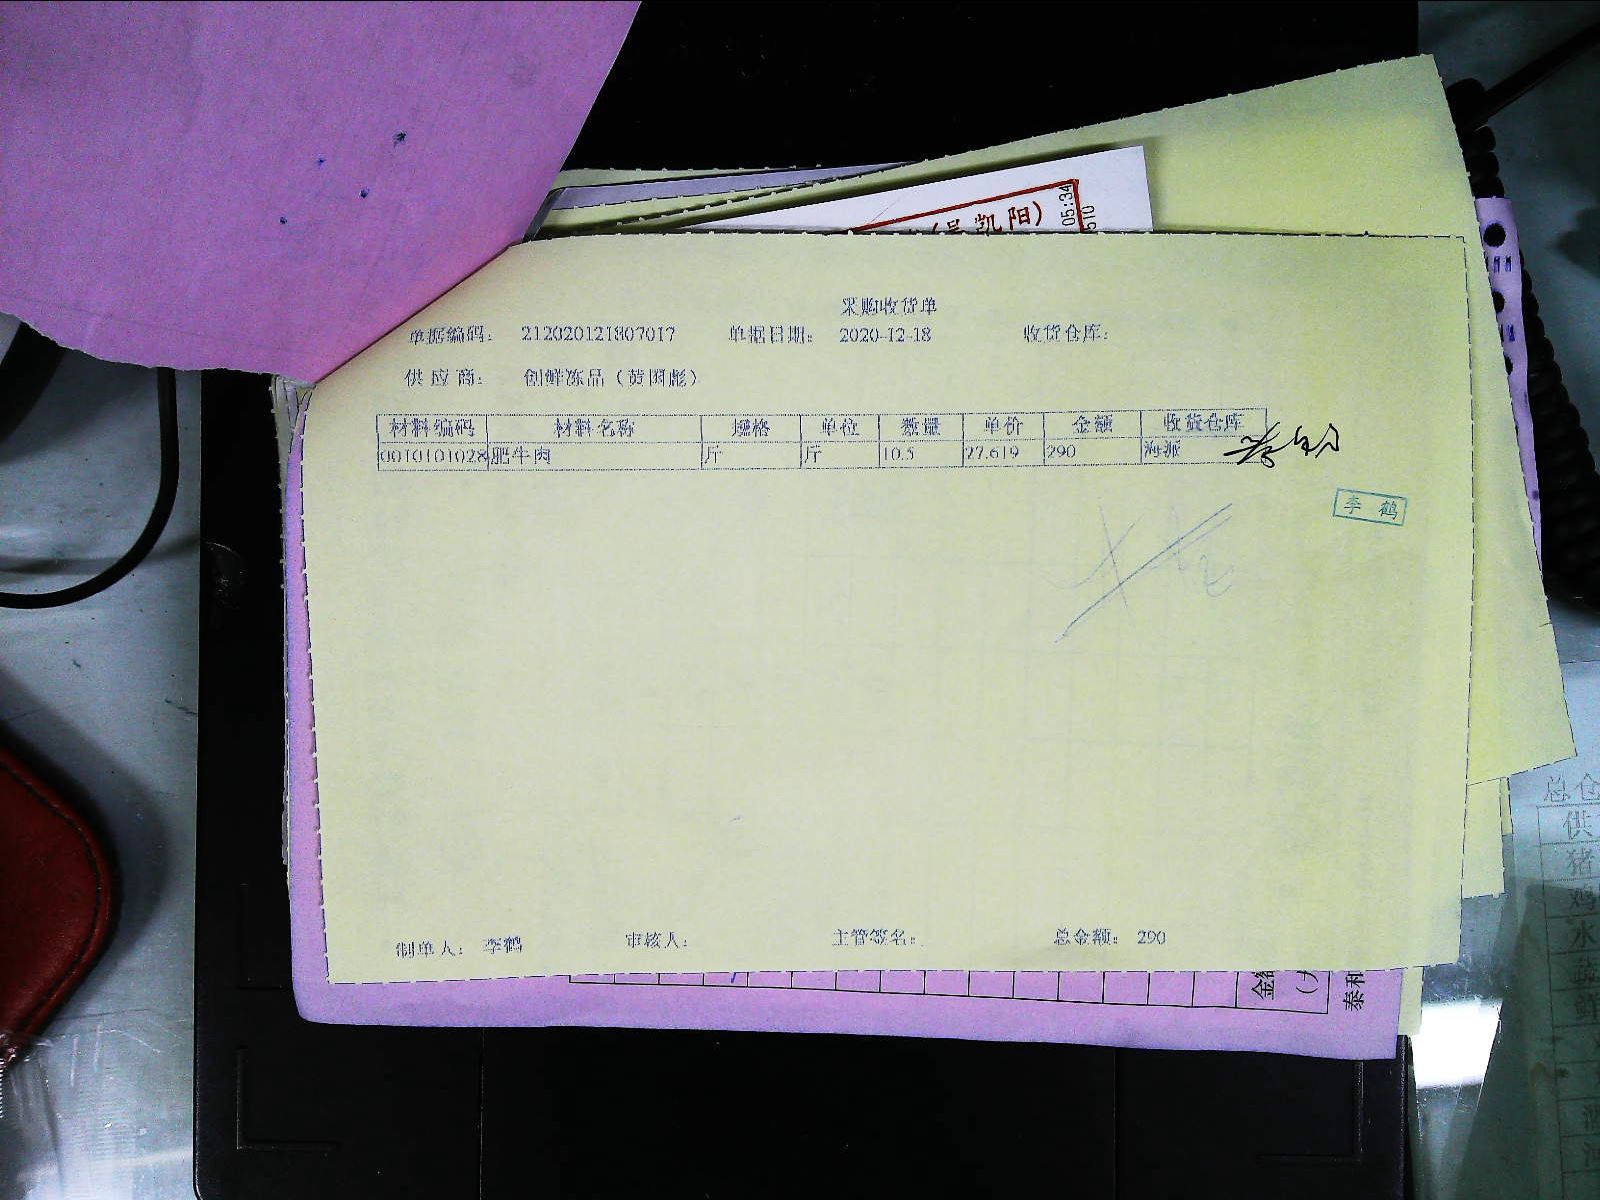 凯阳)
05:34
采购收货单
单据编码: 212020121807017 单据日期: 2020-12-18 收货仓库:
供应商: 创鲜冻品(黄国彪)
材料编码 材料名称 规格 单位 数量 单价 金额 收货仓库
0010101028 肥牛肉 斤 斤 10.5 27.619 290 海派
李 鹤
制单人: 李鹤 审核人: 主管签名: 总金额: 290
泰和
总仓
供
猪
鸡
水
蔬
鲜